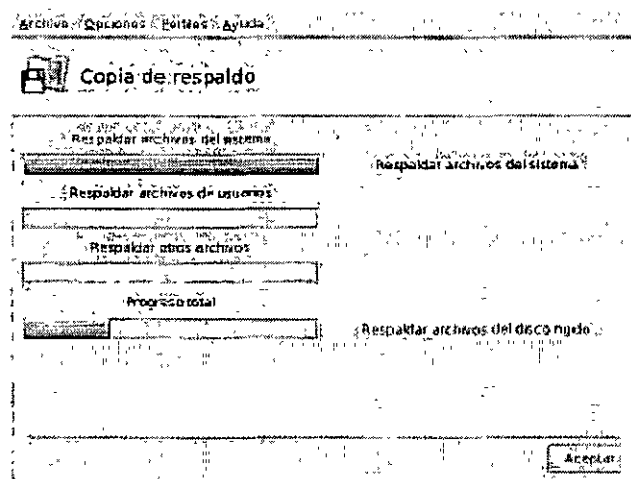 Archivo Opciones Perfiles Ayuda
Copia de respaldo
Respaldar archivos del sistema
Respaldar archivos del sistema
Respaldar archivos de usuarios
Respaldar otros archivos
Progreso total
Respaldar archivos del disco rígido
Aceptar